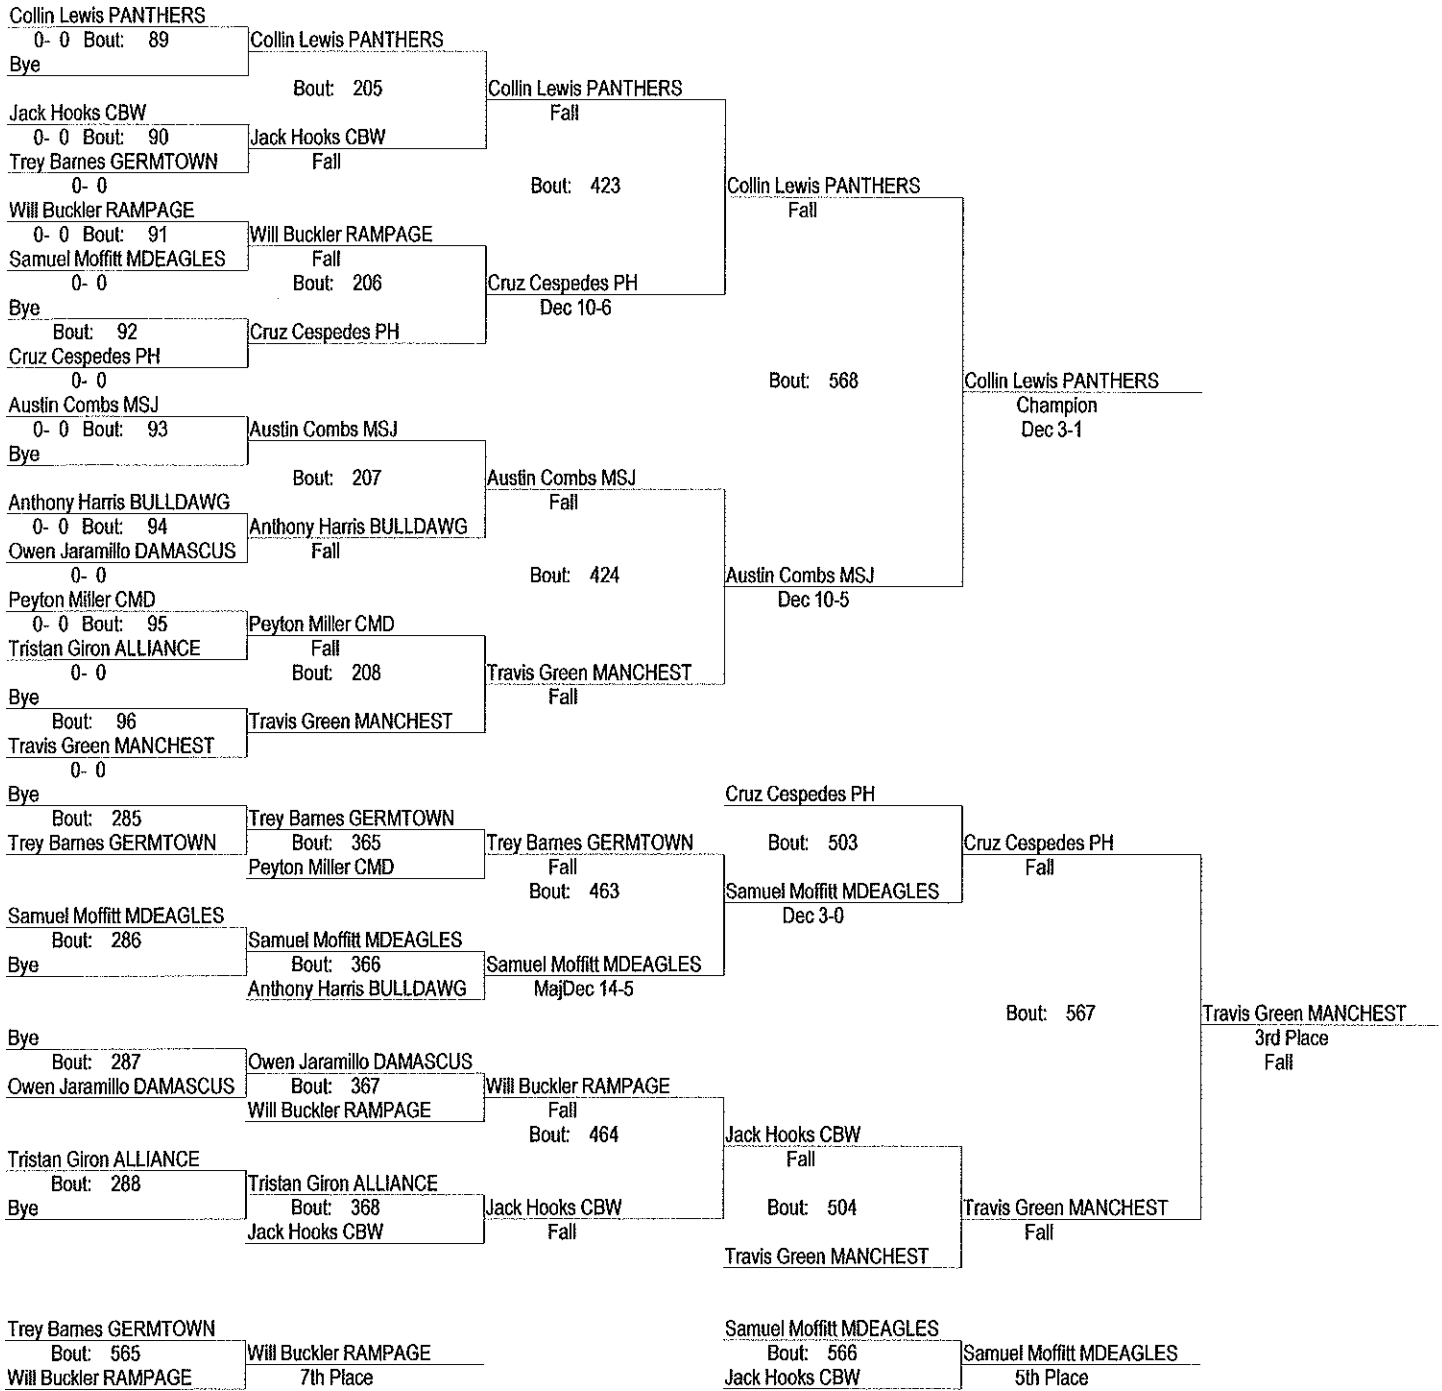 Collin Lewis PANTHERS
0- 0 Bout: 89
Collin Lewis PANTHERS
Bye
Bout: 205
Collin Lewis PANTHERS
Jack Hooks CBW
Fall
0- 0 Bout: 90
Jack Hooks CBW
Trey Barnes GERMTOWN
Fall
0- 0
Bout: 423
Collin Lewis PANTHERS
Will Buckler RAMPAGE
Fall
0- 0 Bout: 91
Will Buckler RAMPAGE
Samuel Moffitt MDEAGLES
Fall
0- 0
Bout: 206
Cruz Cespedes PH
Bye
Dec 10-6
Bout: 92
Cruz Cespedes PH
Cruz Cespedes PH
0- 0
Bout: 568
Collin Lewis PANTHERS
Austin Combs MSJ
Champion
0- 0 Bout: 93
Austin Combs MSJ
Dec 3-1
Bye
Bout: 207
Austin Combs MSJ
Anthony Harris BULLDAWG
Fall
0- 0 Bout: 94
Anthony Harris BULLDAWG
Owen Jaramillo DAMASCUS
Fall
0- 0
Bout: 424
Austin Combs MSJ
Peyton Miller CMD
Dec 10-5
0- 0 Bout: 95
Peyton Miller CMD
Tristan Giron ALLIANCE
Fall
0- 0
Bout: 208
Travis Green MANCHEST
Bye
Fall
Bout: 96
Travis Green MANCHEST
Travis Green MANCHEST
0- 0
Bye
Cruz Cespedes PH
Bout: 285
Trey Barnes GERMTOWN
Trey Barnes GERMTOWN
Bout: 365
Trey Barnes GERMTOWN
Bout: 503
Cruz Cespedes PH
Peyton Miller CMD
Fall
Fall
Bout: 463
Samuel Moffitt MDEAGLES
Samuel Moffitt MDEAGLES
Dec 3-0
Bout: 286
Samuel Moffitt MDEAGLES
Bye
Bout: 366
Samuel Moffitt MDEAGLES
Anthony Harris BULLDAWG
MajDec 14-5
Bout: 567
Travis Green MANCHEST
Bye
3rd Place
Bout: 287
Owen Jaramillo DAMASCUS
Fall
Owen Jaramillo DAMASCUS
Bout: 367
Will Buckler RAMPAGE
Will Buckler RAMPAGE
Fall
Bout: 464
Jack Hooks CBW
Tristan Giron ALLIANCE
Fall
Bout: 288
Tristan Giron ALLIANCE
Bye
Bout: 368
Jack Hooks CBW
Bout: 504
Travis Green MANCHEST
Jack Hooks CBW
Fall
Fall
Travis Green MANCHEST
Trey Barnes GERMTOWN
Samuel Moffitt MDEAGLES
Bout: 565
Will Buckler RAMPAGE
Bout: 566
Samuel Moffitt MDEAGLES
Will Buckler RAMPAGE
7th Place
Jack Hooks CBW
5th Place